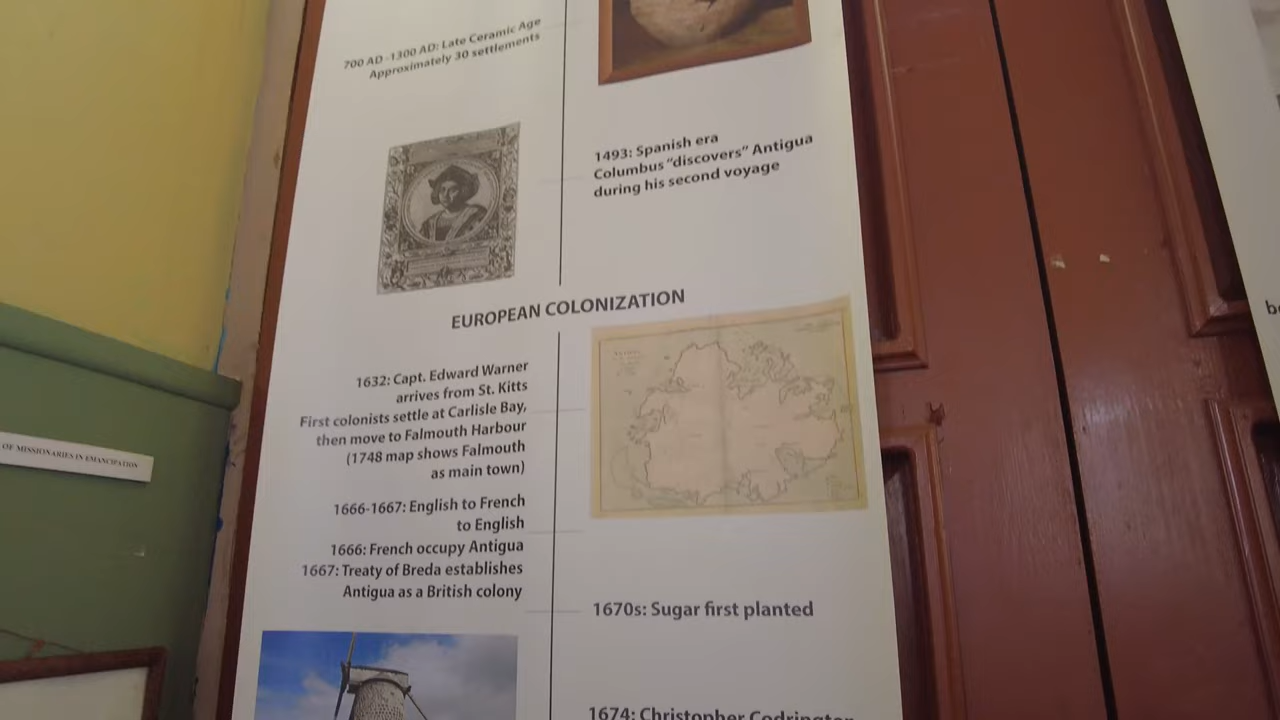 700 AD -1300 AD: Late Ceramic Age
Approximately 30 settlements
1493: Spanish era
Columbus “discovers” Antigua
during his second voyage
EUROPEAN COLONIZATION
1632: Capt. Edward Warner
arrives from St. Kitts
First colonists settle at Carlisle Bay,
then move to Falmouth Harbour
(1748 map shows Falmouth
as main town)
1666-1667: English to French
to English
1666: French occupy Antigua
1667: Treaty of Breda establishes
Antigua as a British colony
1670s: Sugar first planted
1674: Christopher Codrington
OF MISSIONARIES IN EMANCIPATION